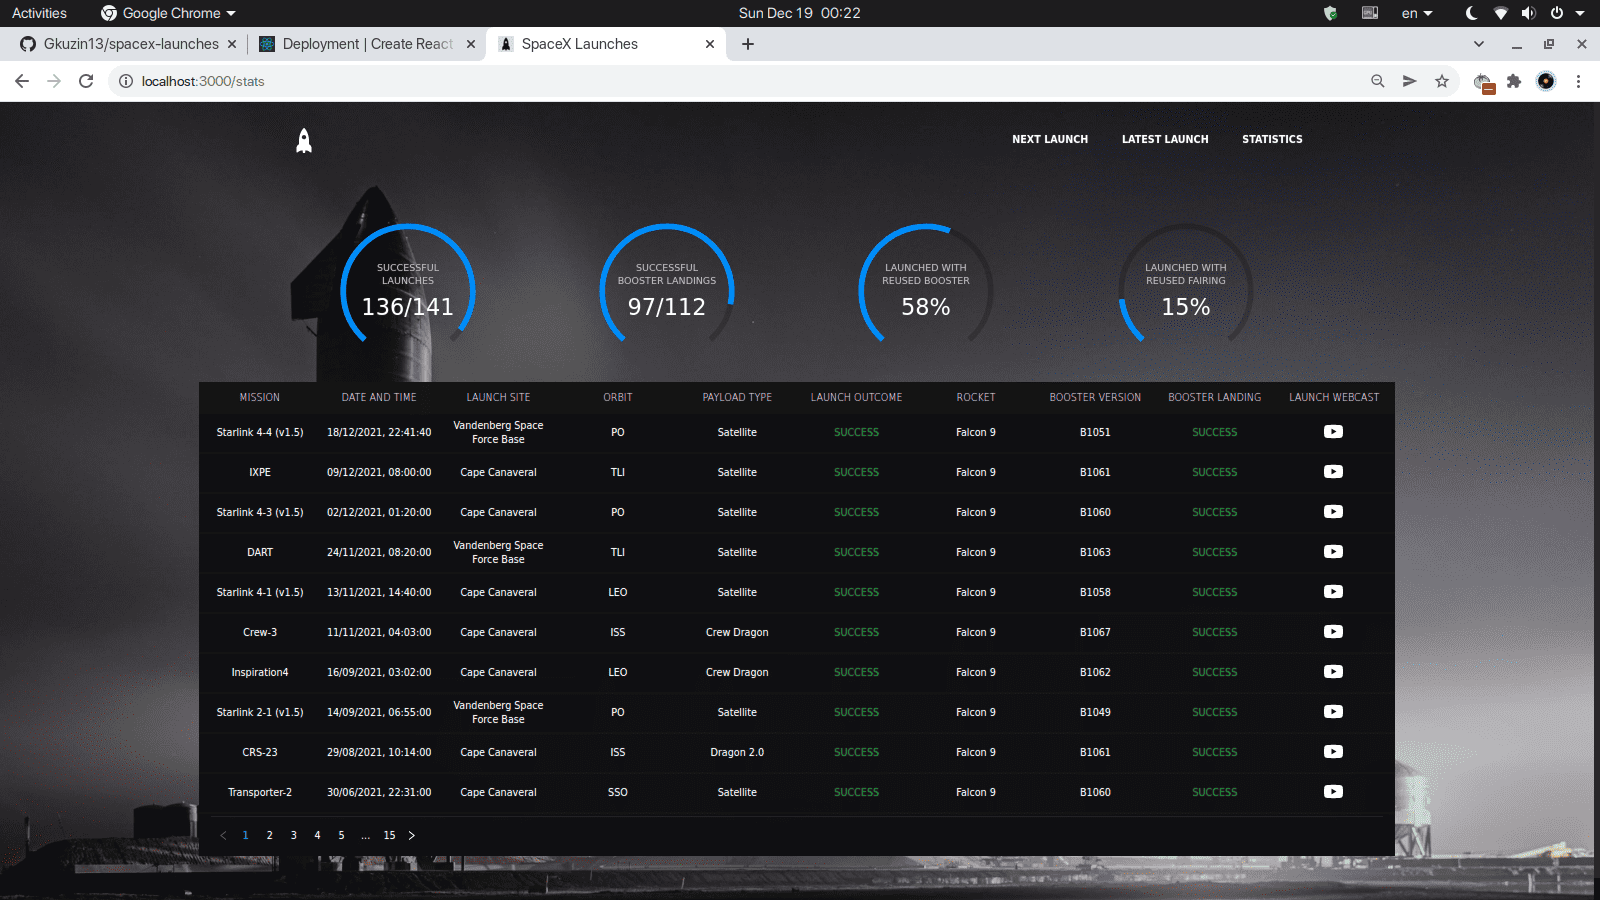 Activities Google Chrome Sun Dec 19 00:22 en
Gkuzin13/spacex-launches Deployment | Create React SpaceX Launches
localhost:3000/stats
NEXT LAUNCH LATEST LAUNCH STATISTICS
SUCCESSFUL
LAUNCHES
136/141
SUCCESSFUL
BOOSTER LANDINGS
97/112
LAUNCHED WITH
REUSED BOOSTER
58%
LAUNCHED WITH
REUSED FAIRING
15%
MISSION DATE AND TIME LAUNCH SITE ORBIT PAYLOAD TYPE LAUNCH OUTCOME ROCKET BOOSTER VERSION BOOSTER LANDING LAUNCH WEBCAST
Starlink 4-4 (v1.5) 18/12/2021, 22:41:40 Vandenberg Space Force Base PO Satellite SUCCESS Falcon 9 B1051 SUCCESS
IXPE 09/12/2021, 08:00:00 Cape Canaveral TLI Satellite SUCCESS Falcon 9 B1061 SUCCESS
Starlink 4-3 (v1.5) 02/12/2021, 01:20:00 Cape Canaveral PO Satellite SUCCESS Falcon 9 B1060 SUCCESS
DART 24/11/2021, 08:20:00 Vandenberg Space Force Base TLI Satellite SUCCESS Falcon 9 B1063 SUCCESS
Starlink 4-1 (v1.5) 13/11/2021, 14:40:00 Cape Canaveral LEO Satellite SUCCESS Falcon 9 B1058 SUCCESS
Crew-3 11/11/2021, 04:03:00 Cape Canaveral ISS Crew Dragon SUCCESS Falcon 9 B1067 SUCCESS
Inspiration4 16/09/2021, 03:02:00 Cape Canaveral LEO Crew Dragon SUCCESS Falcon 9 B1062 SUCCESS
Starlink 2-1 (v1.5) 14/09/2021, 06:55:00 Vandenberg Space Force Base PO Satellite SUCCESS Falcon 9 B1049 SUCCESS
CRS-23 29/08/2021, 10:14:00 Cape Canaveral ISS Dragon 2.0 SUCCESS Falcon 9 B1061 SUCCESS
Transporter-2 30/06/2021, 22:31:00 Cape Canaveral SSO Satellite SUCCESS Falcon 9 B1060 SUCCESS
< 1 2 3 4 5 ... 15 >